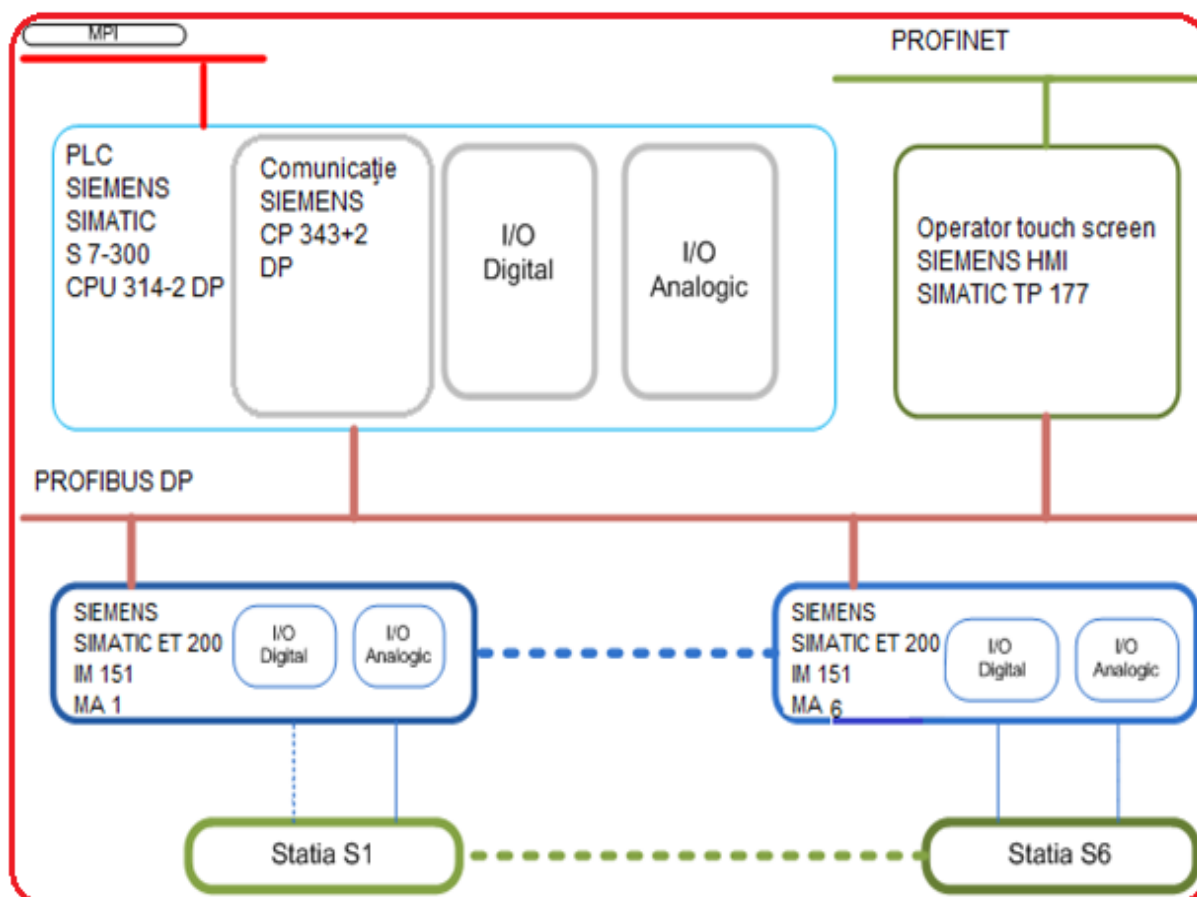 MPI
PROFINET
PLC
SIEMENS
SIMATIC
S 7-300
CPU 314-2 DP
Comunicaţie
SIEMENS
CP 343+2
DP
I/O
Digital
I/O
Analogic
Operator touch screen
SIEMENS HMI
SIMATIC TP 177
PROFIBUS DP
SIEMENS
SIMATIC ET 200
IM 151
MA 1
I/O
Digital
I/O
Analogic
SIEMENS
SIMATIC ET 200
IM 151
MA 6
I/O
Digital
I/O
Analogic
Statia S1
Statia S6